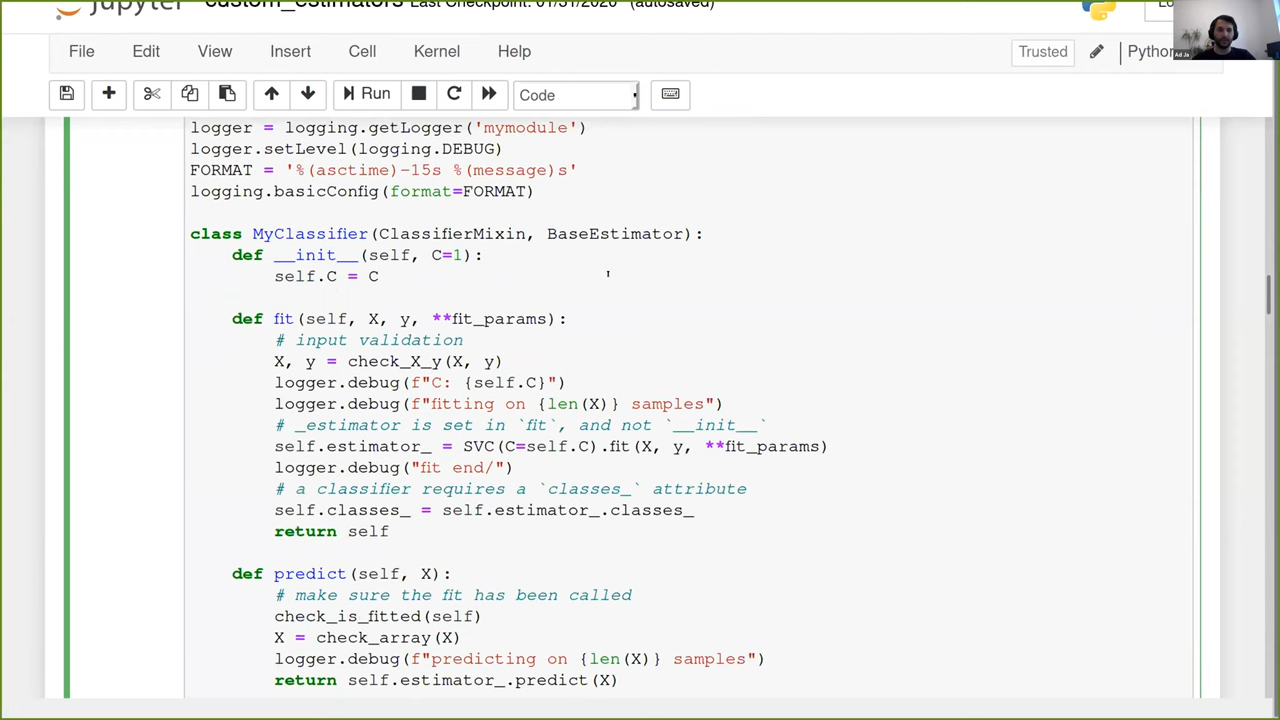 jupyter custom_estimators Last Checkpoint: 01/31/2020 (autosaved)
File Edit View Insert Cell Kernel Help Trusted Python
Run Code
logger = logging.getLogger('mymodule')
logger.setLevel(logging.DEBUG)
FORMAT = '%(asctime)-15s %(message)s'
logging.basicConfig(format=FORMAT)
class MyClassifier(ClassifierMixin, BaseEstimator):
def __init__(self, C=1):
self.C = C
def fit(self, X, y, **fit_params):
# input validation
X, y = check_X_y(X, y)
logger.debug(f"C: {self.C}")
logger.debug(f"fitting on {len(X)} samples")
# _estimator is set in `fit`, and not `__init__`
self.estimator_ = SVC(C=self.C).fit(X, y, **fit_params)
logger.debug("fit end/")
# a classifier requires a `classes_` attribute
self.classes_ = self.estimator_.classes_
return self
def predict(self, X):
# make sure the fit has been called
check_is_fitted(self)
X = check_array(X)
logger.debug(f"predicting on {len(X)} samples")
return self.estimator_.predict(X)